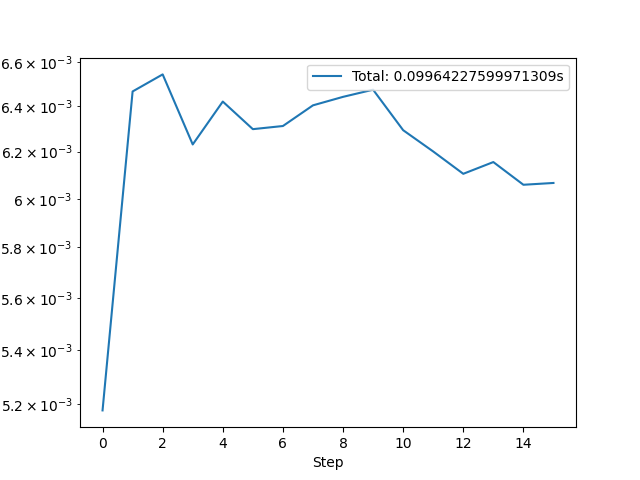 Total: 0.09964227599971309s
6.6 × 10⁻³
6.4 × 10⁻³
6.2 × 10⁻³
6 × 10⁻³
5.8 × 10⁻³
5.6 × 10⁻³
5.4 × 10⁻³
5.2 × 10⁻³
0 2 4 6 8 10 12 14
Step